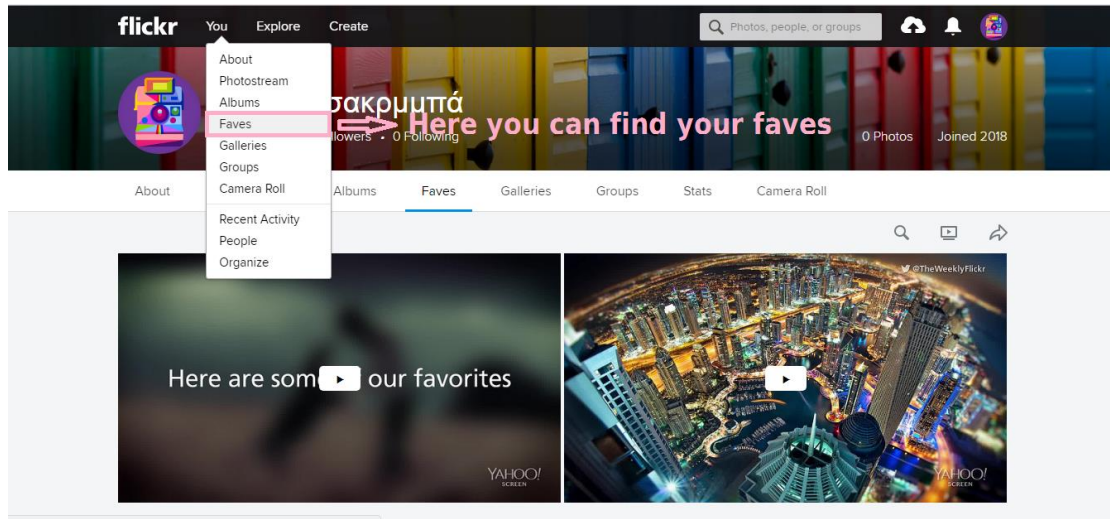 flickr You Explore Create Photos, people, or groups
About
Photostream
Albums
Faves
Galleries
Groups
Camera Roll
Recent Activity
People
Organize
σακρμμπά
Here you can find your faves
0 Following 0 Photos Joined 2018
About Albums Faves Galleries Groups Stats Camera Roll
@TheWeeklyFlickr
Here are som our favorites
YAHOO!
SCREEN
YAHOO!
SCREEN